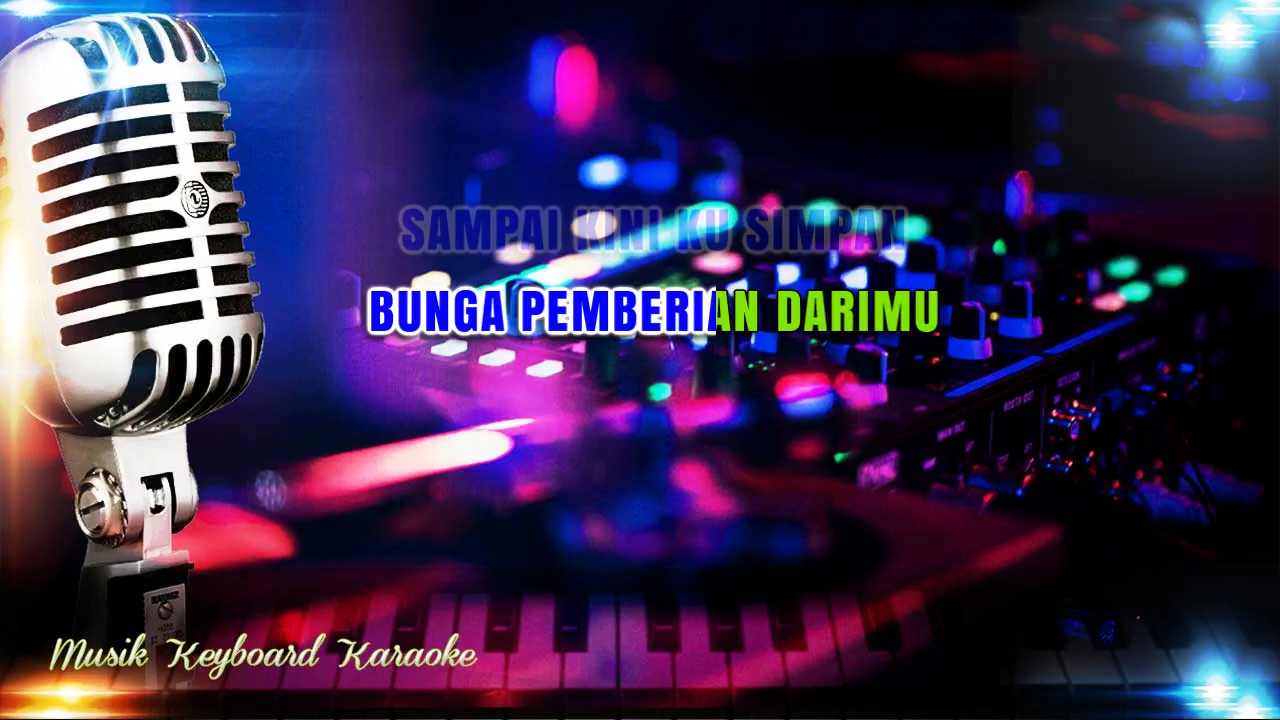 SAMPAI KINI KU SIMPAN
BUNGA PEMBERIAN DARIMU
Musik Keyboard Karaoke